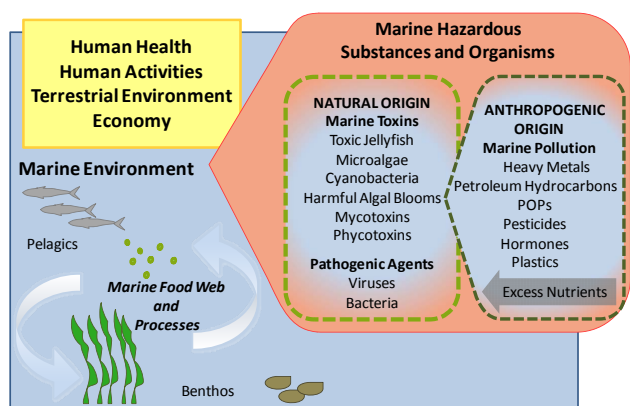 Human Health
Human Activities
Terrestrial Environment
Economy
Marine Hazardous
Substances and Organisms
NATURAL ORIGIN
Marine Toxins
Toxic Jellyfish
Microalgae
Cyanobacteria
Harmful Algal Blooms
Mycotoxins
Phycotoxins
Pathogenic Agents
Viruses
Bacteria
ANTHROPOGENIC
ORIGIN
Marine Pollution
Heavy Metals
Petroleum Hydrocarbons
POPs
Pesticides
Hormones
Plastics
Excess Nutrients
Marine Environment
Pelagics
Marine Food Web
and
Processes
Benthos